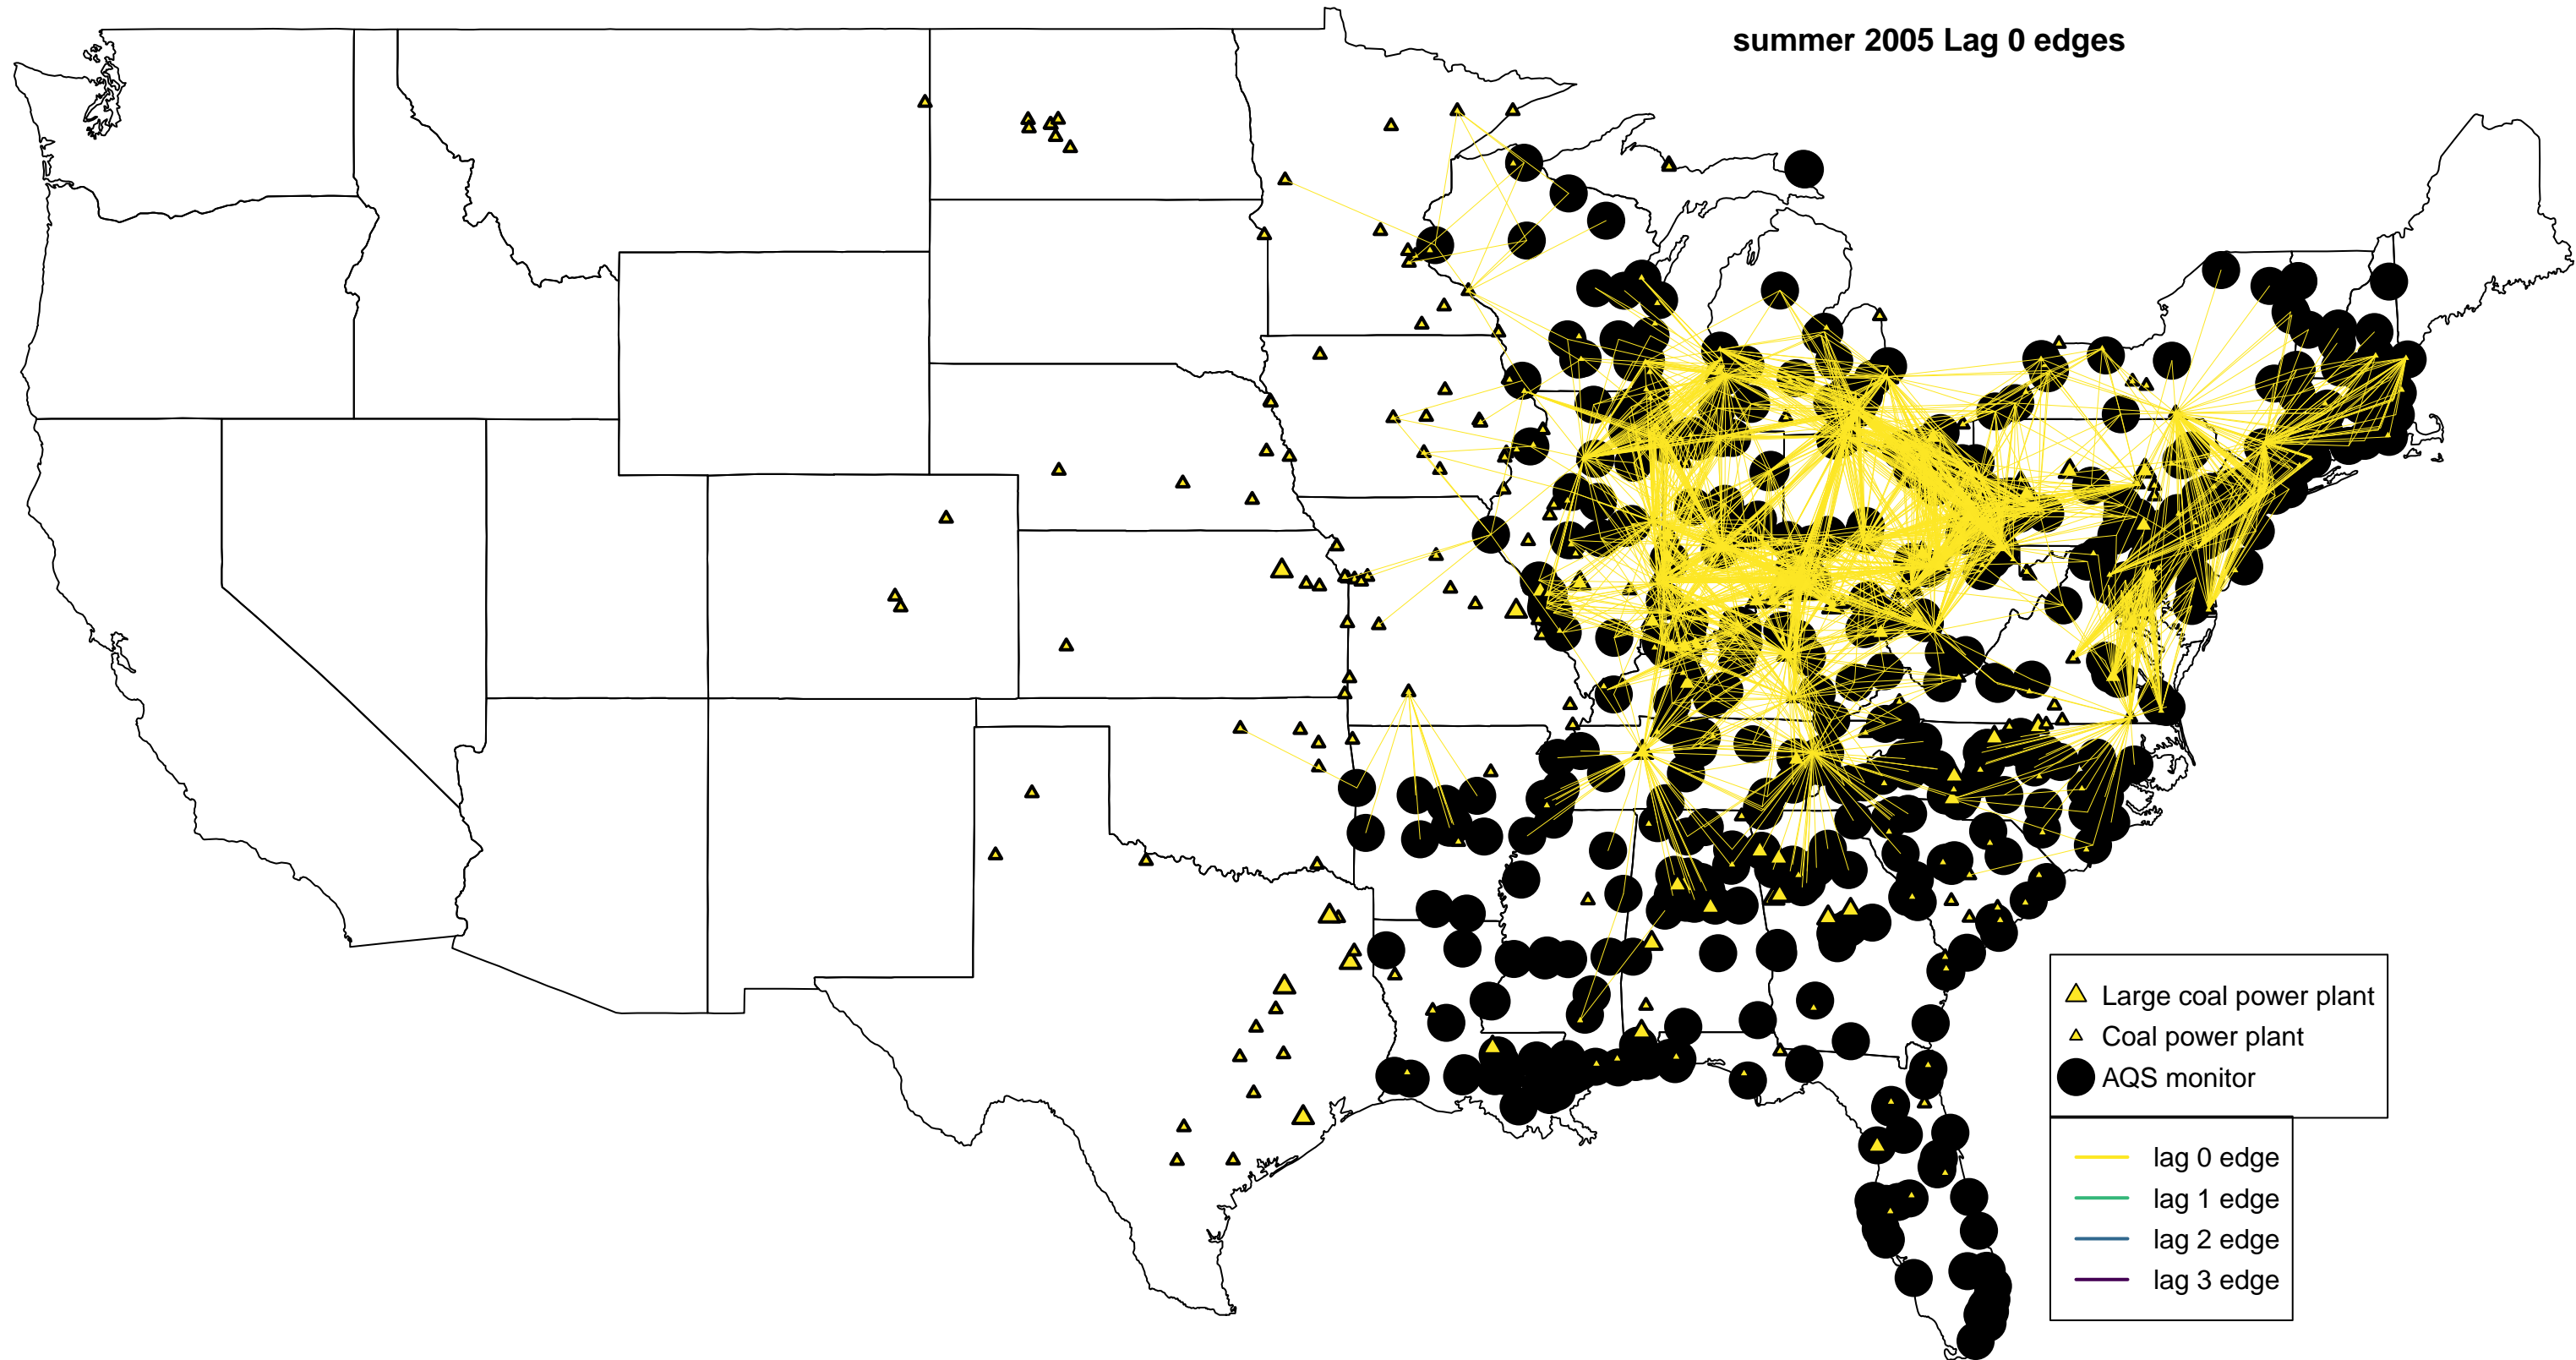 summer 2005 Lag 0 edges
Large coal power plant
Coal power plant
AQS monitor
lag 0 edge
lag 1 edge
lag 2 edge
lag 3 edge